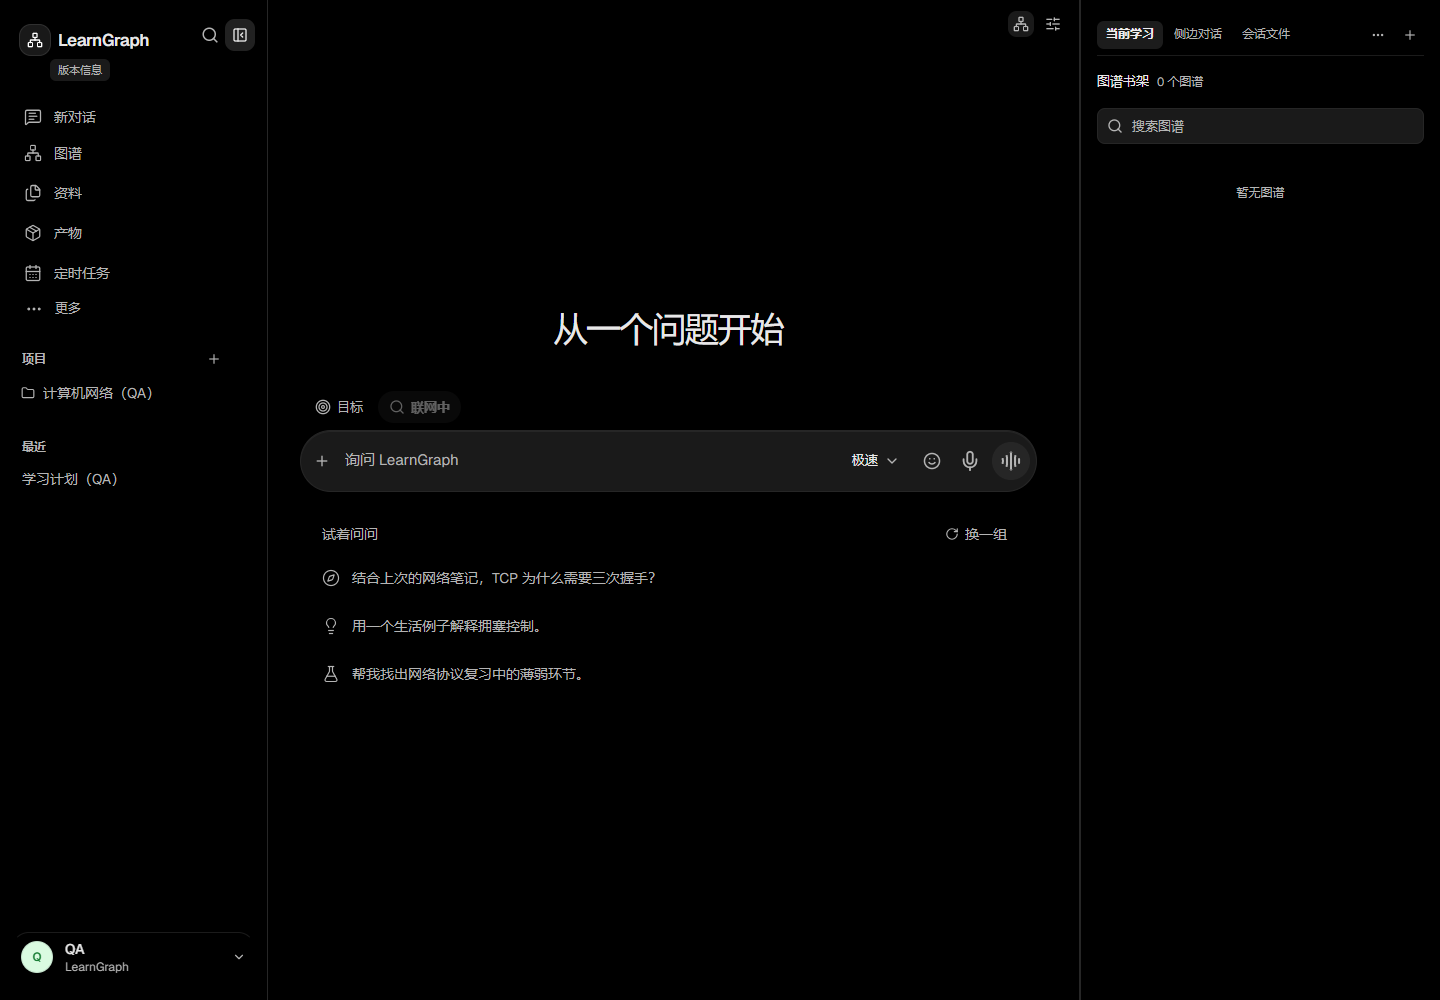 LearnGraph
版本信息
新对话
图谱
资料
产物
定时任务
更多
项目
计算机网络（QA）
最近
学习计划（QA）
Q
QA
LearnGraph
从一个问题开始
目标
联网中
询问 LearnGraph
极速
试着问问
换一组
结合上次的网络笔记，TCP 为什么需要三次握手？
用一个生活例子解释拥塞控制。
帮我找出网络协议复习中的薄弱环节。
当前学习 侧边对话 会话文件
图谱书架 0 个图谱
搜索图谱
暂无图谱